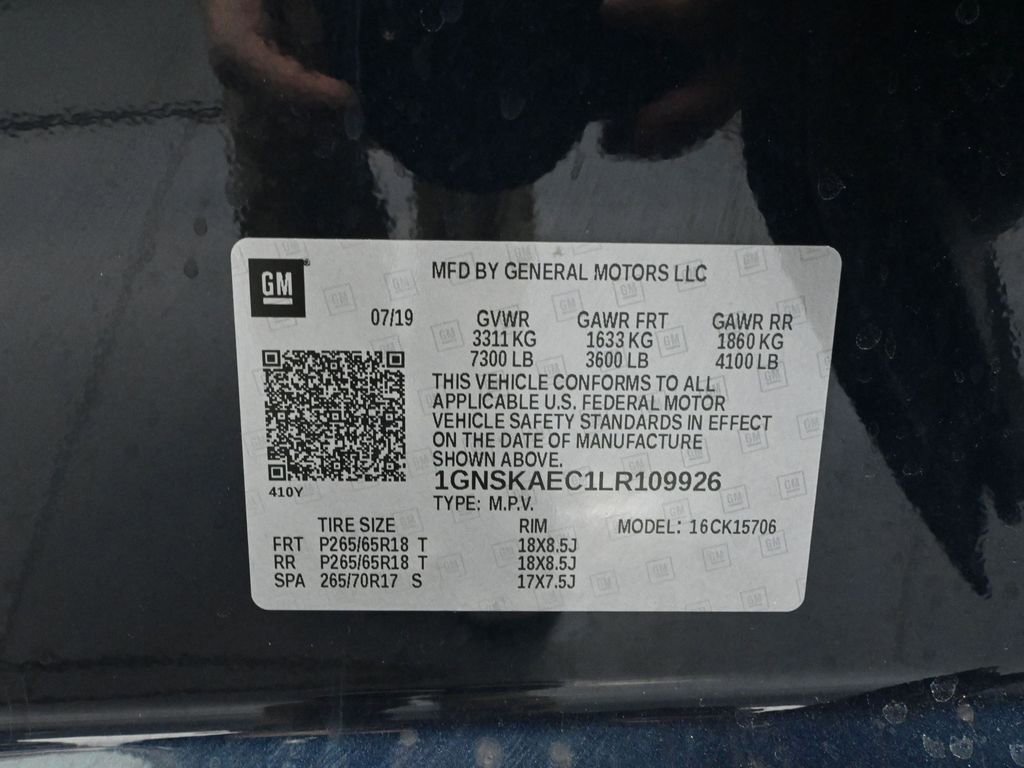 GM
MFD BY GENERAL MOTORS LLC
07/19 GVWR GAWR FRT GAWR RR
3311 KG 1633 KG 1860 KG
7300 LB 3600 LB 4100 LB
THIS VEHICLE CONFORMS TO ALL
APPLICABLE U.S. FEDERAL MOTOR
VEHICLE SAFETY STANDARDS IN EFFECT
ON THE DATE OF MANUFACTURE
SHOWN ABOVE.
1GNSKAEC1LR109926
410Y
TYPE: M.P.V.
TIRE SIZE RIM MODEL: 16CK15706
FRT P265/65R18 T 18X8.5J
RR P265/65R18 T 18X8.5J
SPA 265/70R17 S 17X7.5J